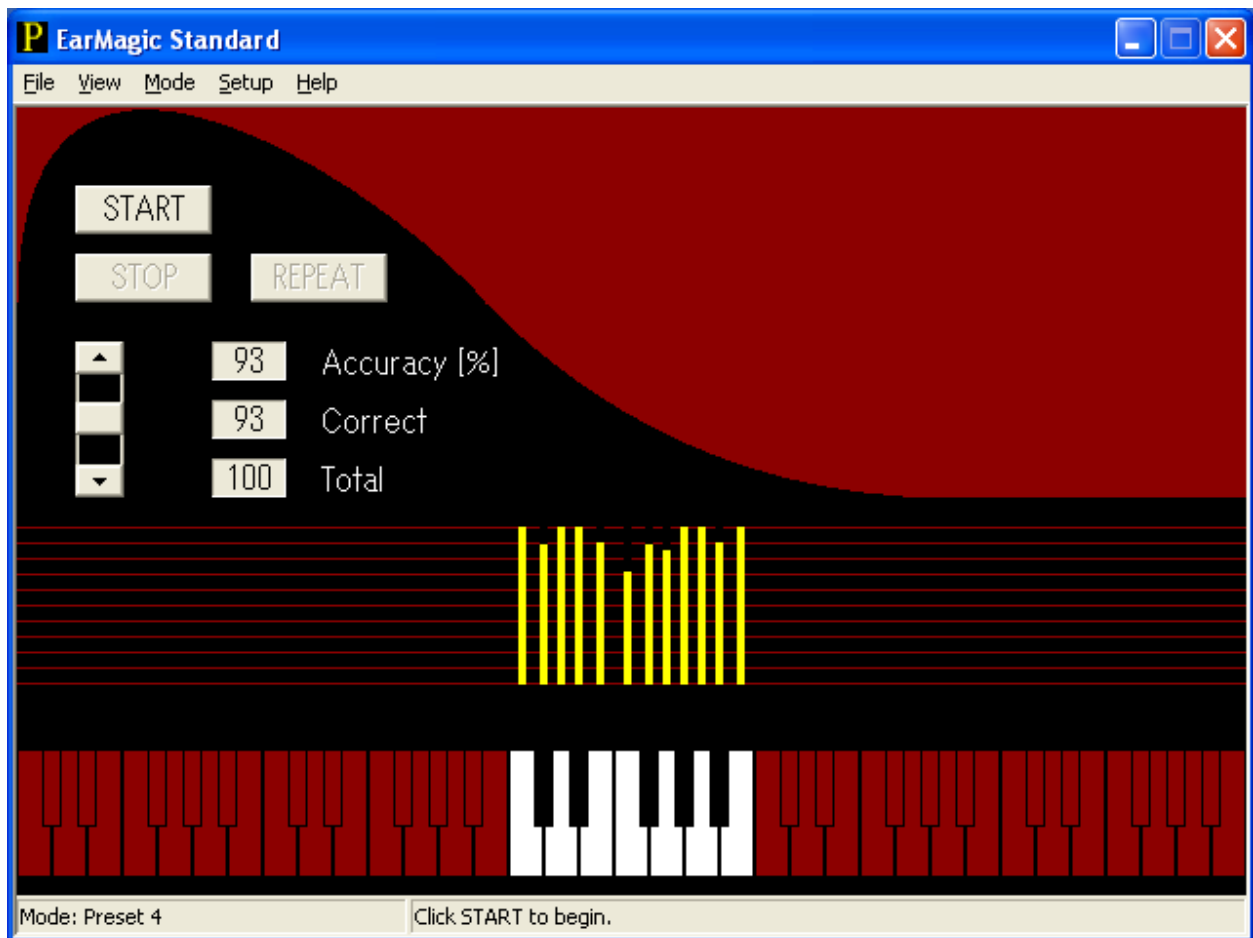 P EarMagic Standard
File View Mode Setup Help
START
STOP REPEAT
93 Accuracy [%]
93 Correct
100 Total
Mode: Preset 4 Click START to begin.